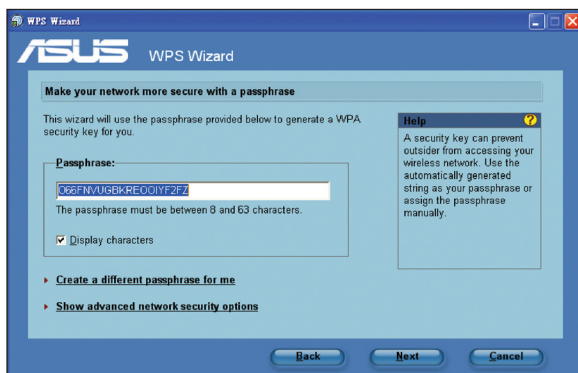 WPS Wizard
ASUS WPS Wizard
Make your network more secure with a passphrase
This wizard will use the passphrase provided below to generate a WPA
security key for you.
Passphrase:
O66FNVUGBKREOOIYF2FZ
The passphrase must be between 8 and 63 characters.
Display characters
Create a different passphrase for me
Show advanced network security options
Help
A security key can prevent
outsider from accessing your
wireless network. Use the
automatically generated
string as your passphrase or
assign the passphrase
manually.
Back Next Cancel